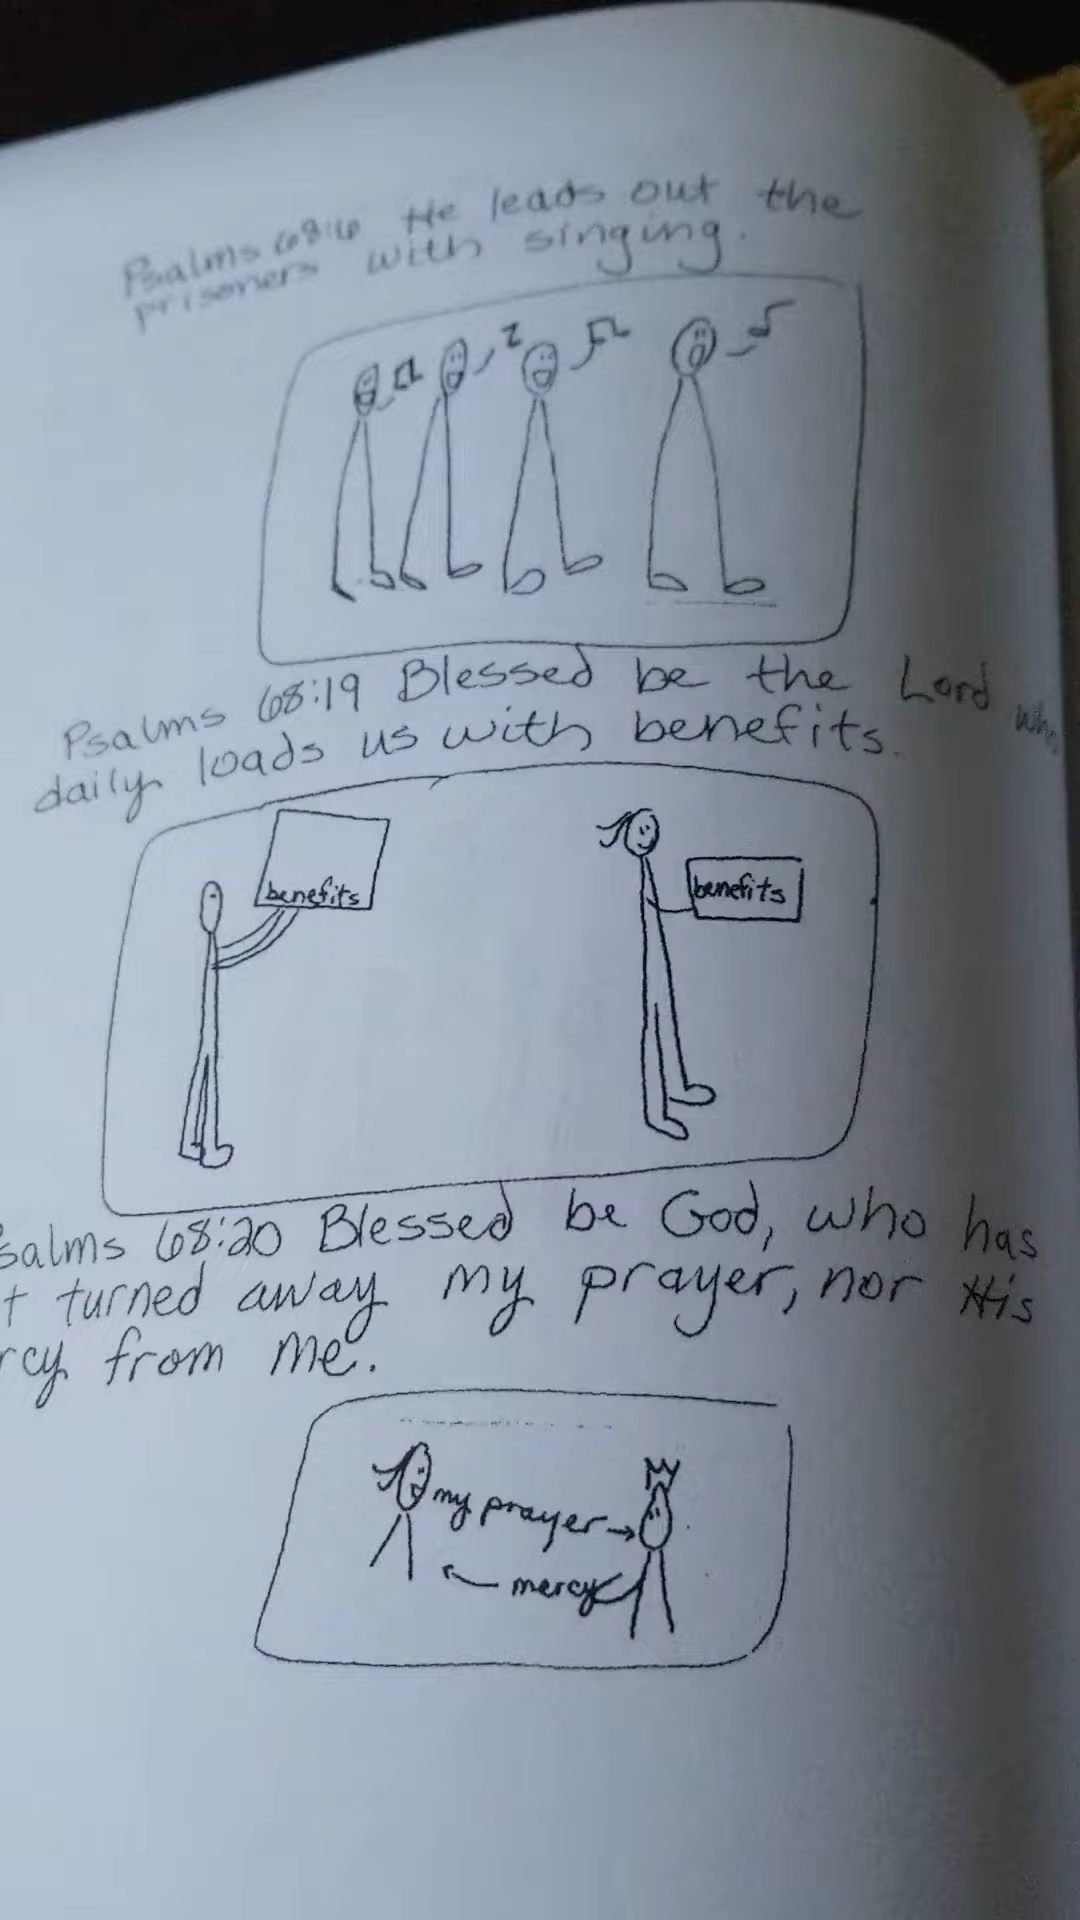 Psalms 68:6 He leads out the
prisoners with singing.
Psalms 68:19 Blessed be the Lord
daily loads us with benefits.
benefits
benefits
salms 68:20 Blessed be God, who has
t turned away my prayer, nor His
rcy from me.
my prayer
mercy